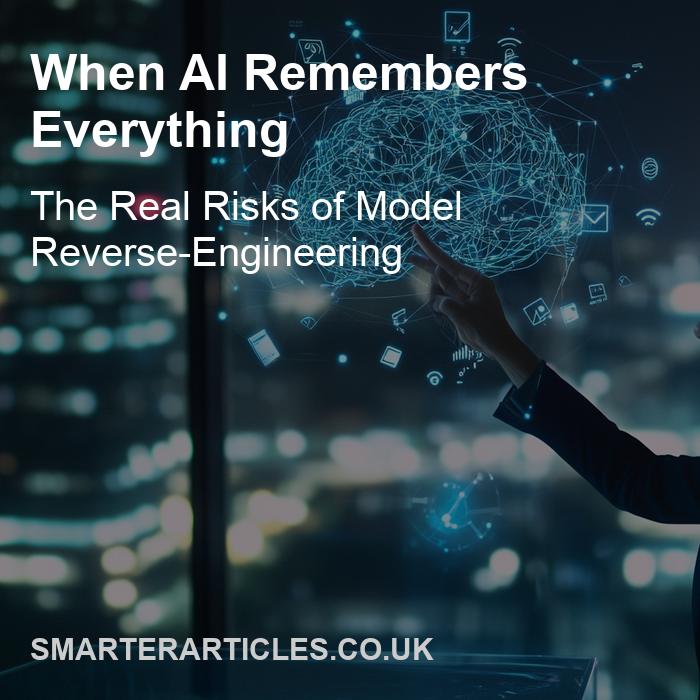 When AI Remembers
Everything
The Real Risks of Model
Reverse-Engineering
SMARTERARTICLES.CO.UK